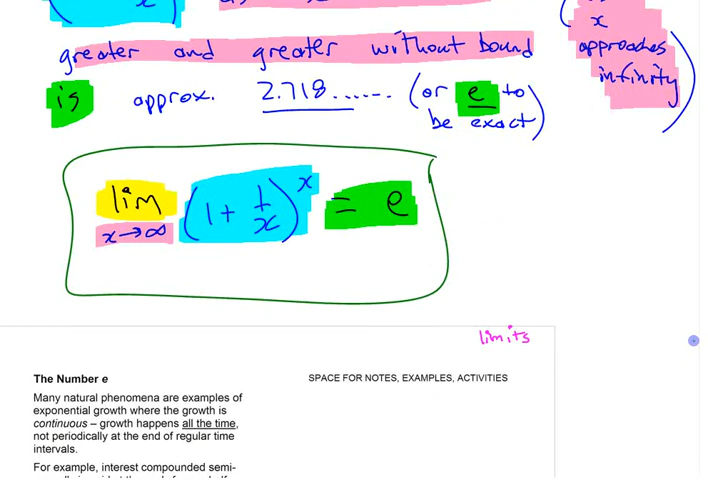 x
greater and greater without bound
x
approaches
infinity
is approx. 2.718...... (or e to
be exact)
lim (1 + 1/x)^x = e
x→∞
limits
The Number e
SPACE FOR NOTES, EXAMPLES, ACTIVITIES
Many natural phenomena are examples of
exponential growth where the growth is
continuous – growth happens all the time,
not periodically at the end of regular time
intervals.
For example, interest compounded semi-